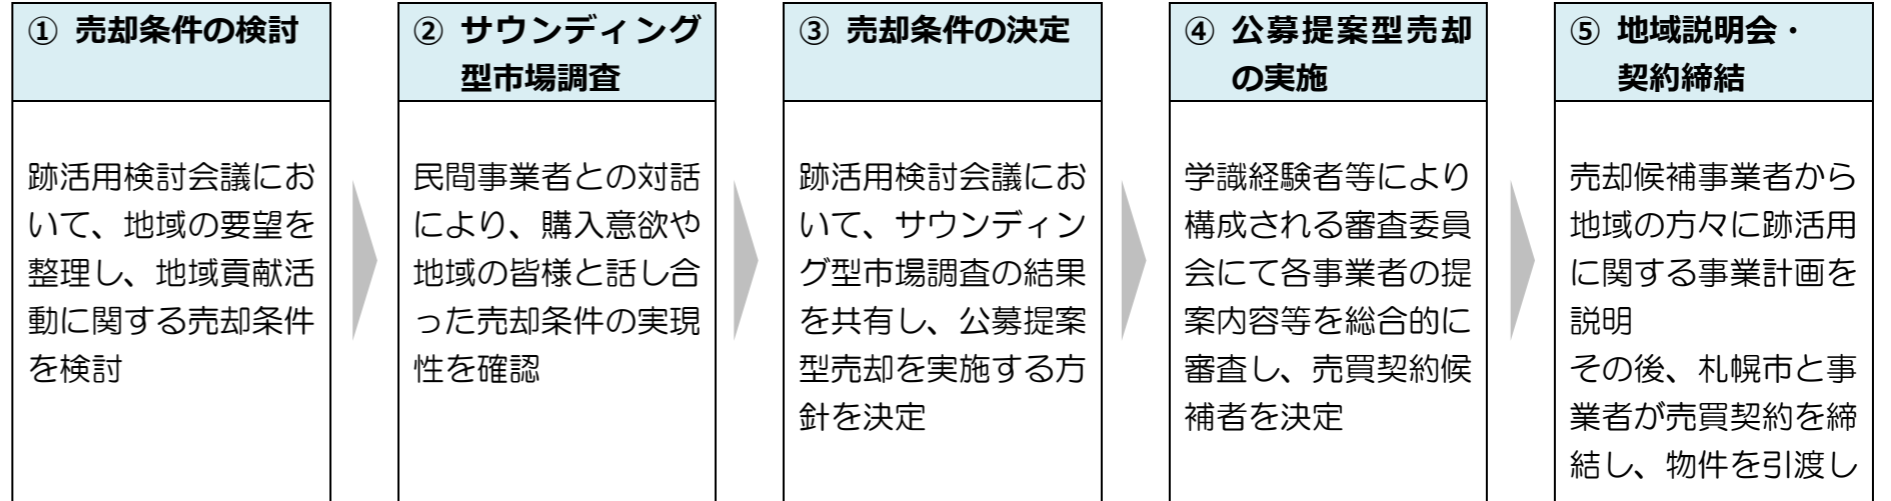 ① 売却条件の検討
跡活用検討会議にお
いて、地域の要望を
整理し、地域貢献活
動に関する売却条件
を検討
② サウンディング
型市場調査
民間事業者との対話
により、購入意欲や
地域の皆様と話し合
った売却条件の実現
性を確認
③ 売却条件の決定
跡活用検討会議にお
いて、サウンディン
グ型市場調査の結果
を共有し、公募提案
型売却を実施する方
針を決定
④ 公募提案型売却
の実施
学識経験者等により
構成される審査委員
会にて各事業者の提
案内容等を総合的に
審査し、売買契約候
補者を決定
⑤ 地域説明会・
契約締結
売却候補事業者から
地域の方々に跡活用
に関する事業計画を
説明
その後、札幌市と事
業者が売買契約を締
結し、物件を引渡し